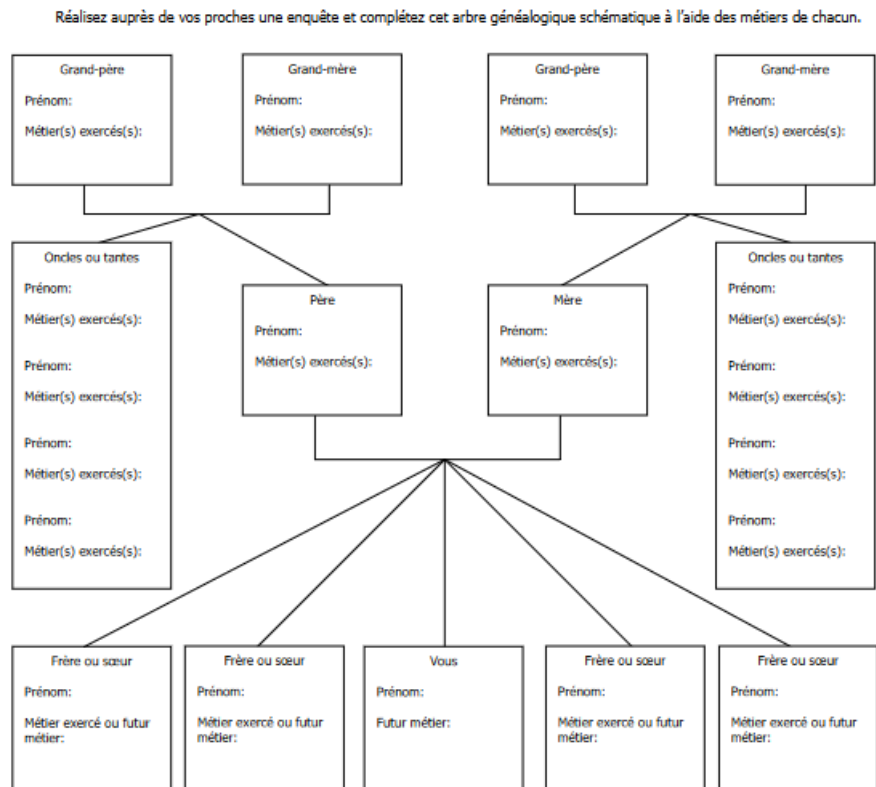 Réalisez auprès de vos proches une enquête et complétez cet arbre généalogique schématique à l'aide des métiers de chacun.
Grand-père
Prénom:
Métier(s) exercés(s):
Grand-mère
Prénom:
Métier(s) exercés(s):
Grand-père
Prénom:
Métier(s) exercés(s):
Grand-mère
Prénom:
Métier(s) exercés(s):
Oncles ou tantes
Prénom:
Métier(s) exercés(s):
Prénom:
Métier(s) exercés(s):
Prénom:
Métier(s) exercés(s):
Prénom:
Métier(s) exercés(s):
Père
Prénom:
Métier(s) exercés(s):
Mère
Prénom:
Métier(s) exercés(s):
Oncles ou tantes
Prénom:
Métier(s) exercés(s):
Prénom:
Métier(s) exercés(s):
Prénom:
Métier(s) exercés(s):
Prénom:
Métier(s) exercés(s):
Frère ou sœur
Prénom:
Métier exercé ou futur
métier:
Frère ou sœur
Prénom:
Métier exercé ou futur
métier:
Vous
Prénom:
Futur métier:
Frère ou sœur
Prénom:
Métier exercé ou futur
métier:
Frère ou sœur
Prénom:
Métier exercé ou futur
métier: